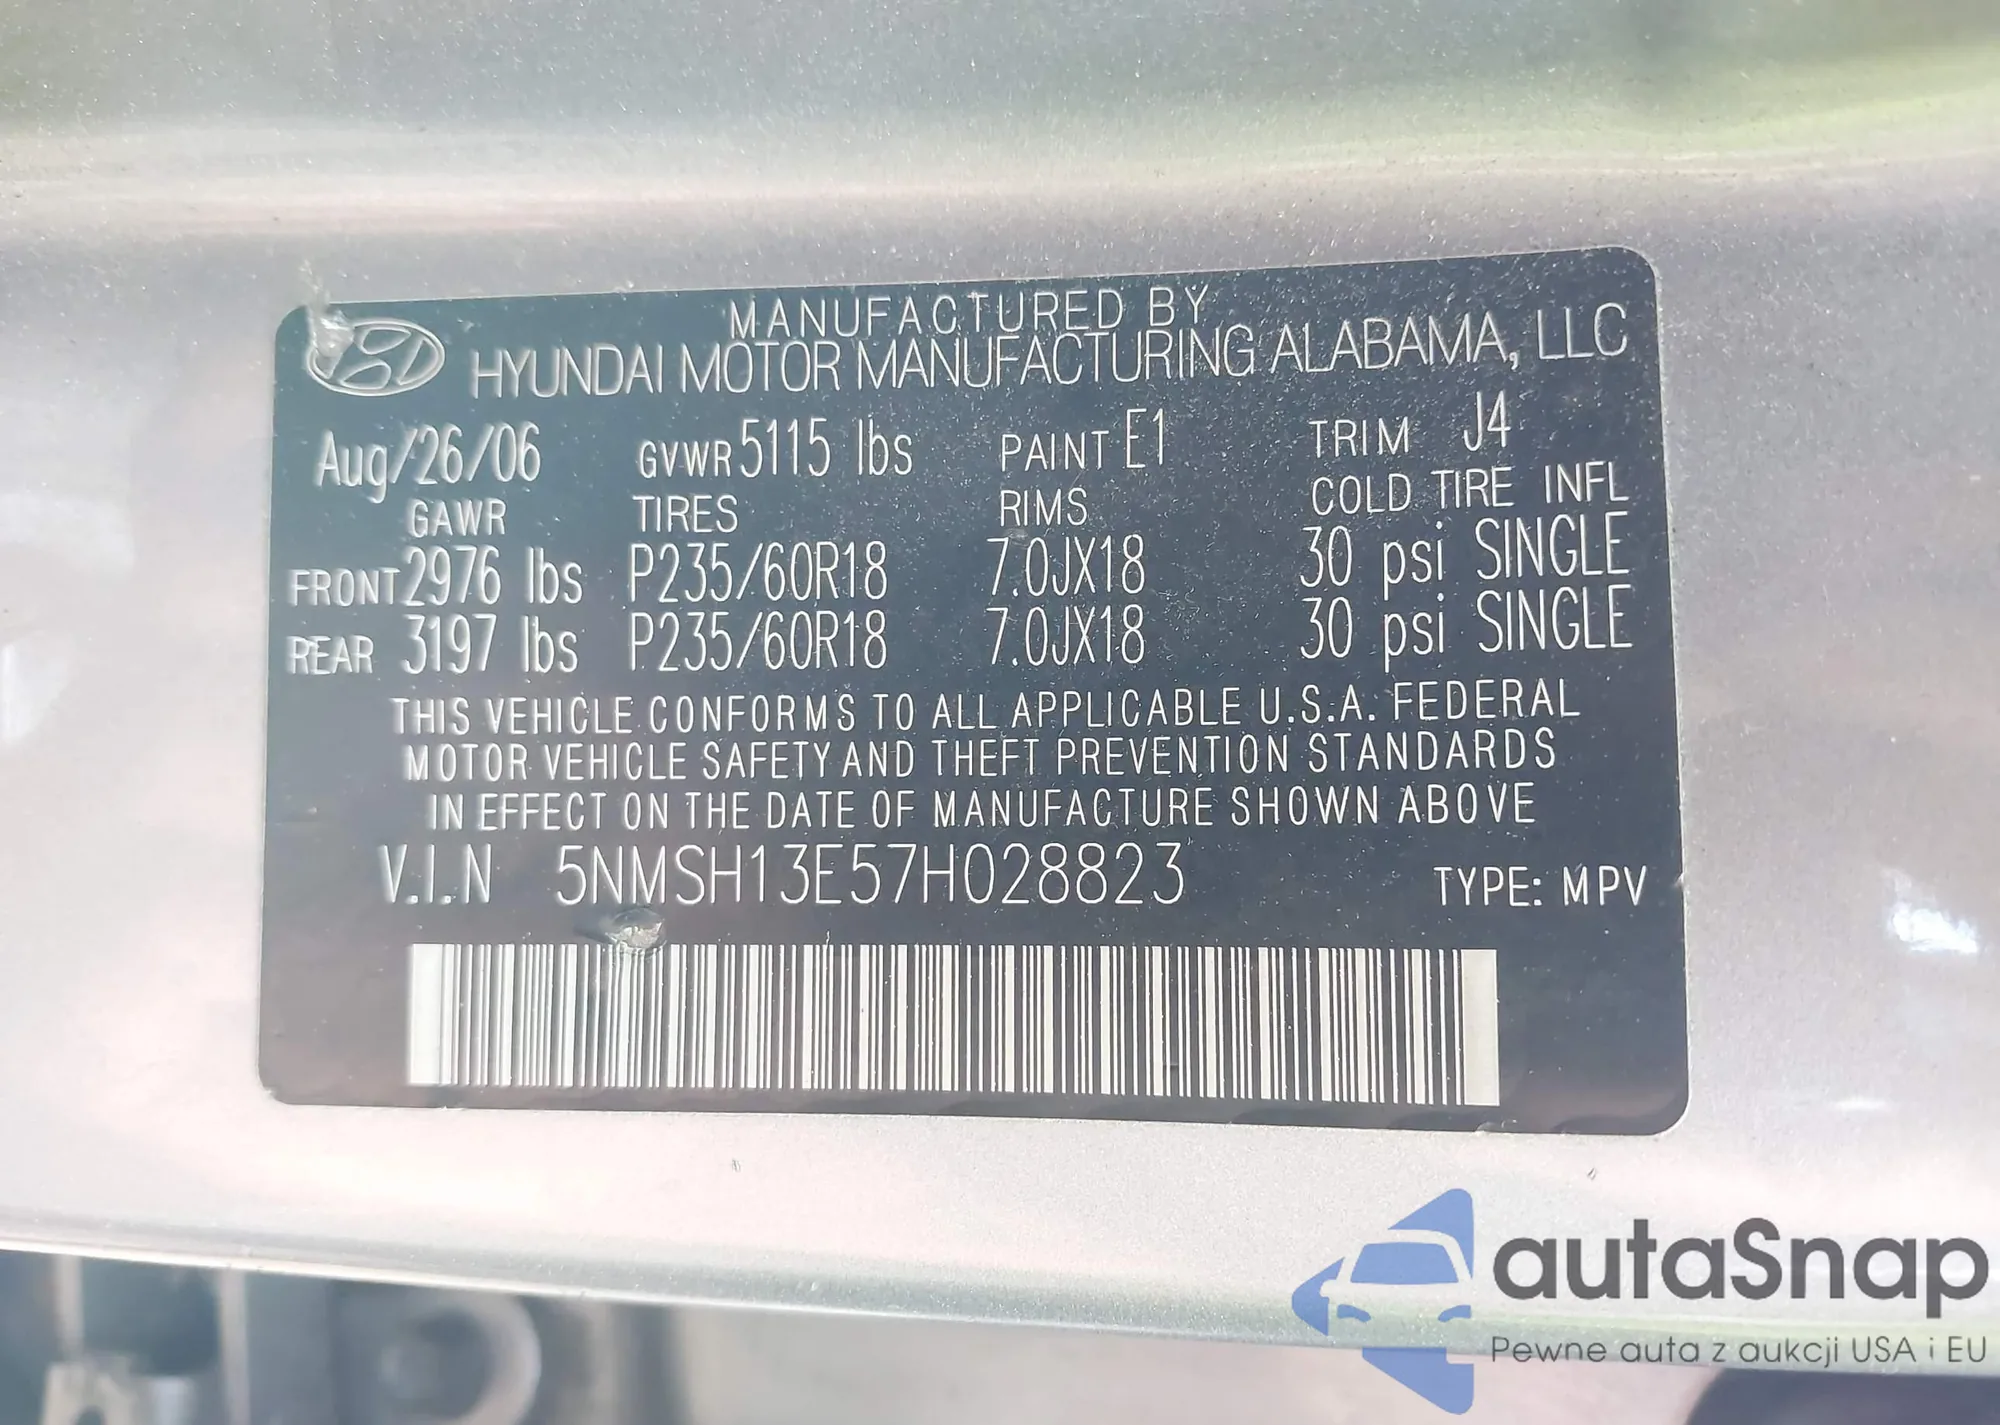 MANUFACTURED BY
HYUNDAI MOTOR MANUFACTURING ALABAMA, LLC
Aug/26/06 GVWR 5115 lbs PAINT E1 TRIM J4
GAWR TIRES RIMS COLD TIRE INFL
FRONT 2976 lbs P235/60R18 7.0JX18 30 psi SINGLE
REAR 3197 lbs P235/60R18 7.0JX18 30 psi SINGLE
THIS VEHICLE CONFORMS TO ALL APPLICABLE U.S.A. FEDERAL
MOTOR VEHICLE SAFETY AND THEFT PREVENTION STANDARDS
IN EFFECT ON THE DATE OF MANUFACTURE SHOWN ABOVE
V.I.N 5NMSH13E57H028823 TYPE: MPV
autaSnap
Pewne auta z aukcji USA i EU